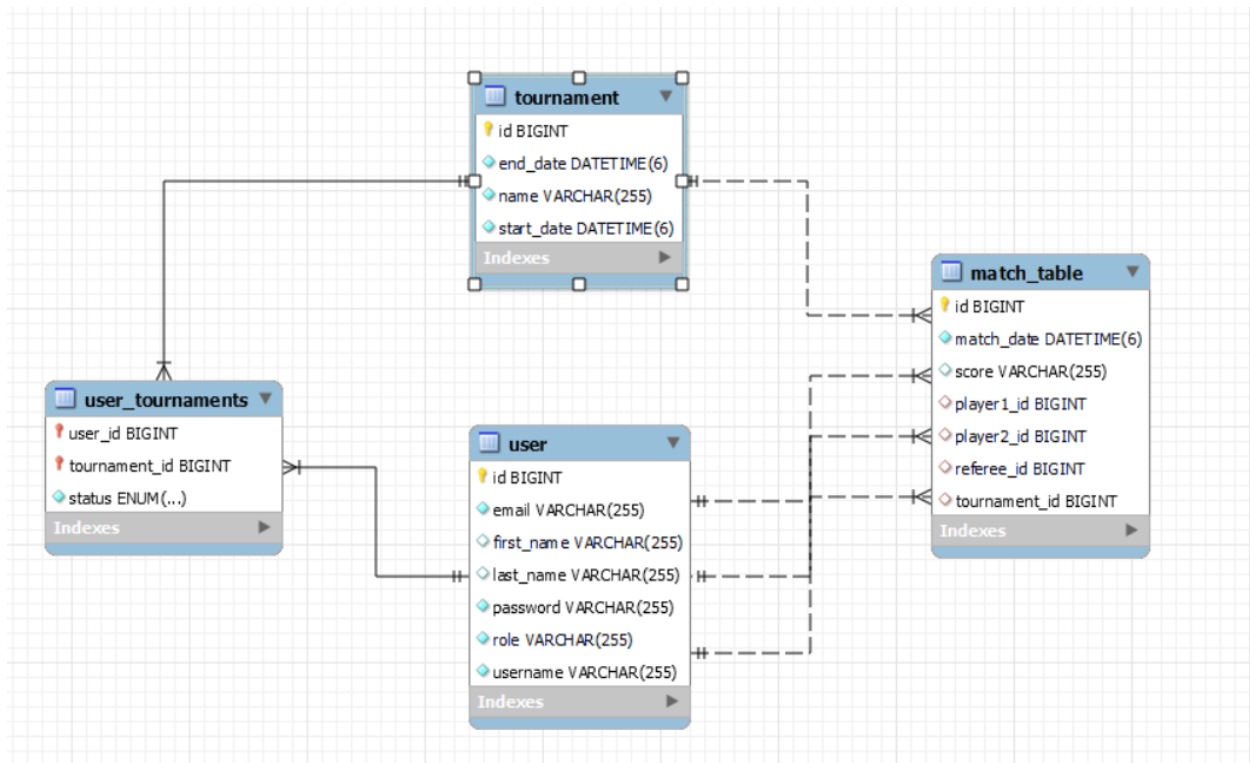 tournament
id BIGINT
end_date DATETIME(6)
name VARCHAR(255)
start_date DATETIME(6)
Indexes
match_table
id BIGINT
match_date DATETIME(6)
score VARCHAR(255)
player1_id BIGINT
player2_id BIGINT
referee_id BIGINT
tournament_id BIGINT
Indexes
user_tournaments
user_id BIGINT
tournament_id BIGINT
status ENUM(...)
Indexes
user
id BIGINT
email VARCHAR(255)
first_name VARCHAR(255)
last_name VARCHAR(255)
password VARCHAR(255)
role VARCHAR(255)
username VARCHAR(255)
Indexes